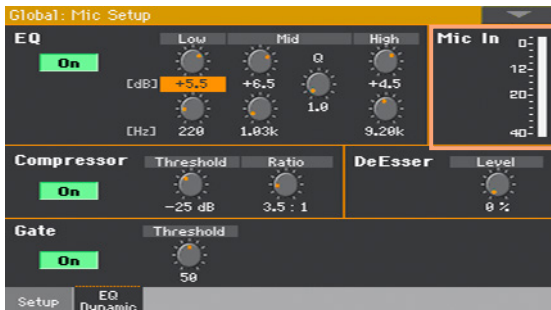 Global: Mic Setup
EQ
Low Mid High
Mic In
On
Q
[dB] +5.5 +6.5 +4.5
1.0
[Hz] 220 1.03k 9.20k
0
12
20
40
Compressor Threshold Ratio
On
-25 dB 3.5 : 1
DeEsser Level
0 %
Gate Threshold
On
50
Setup
EQ
Dynamic